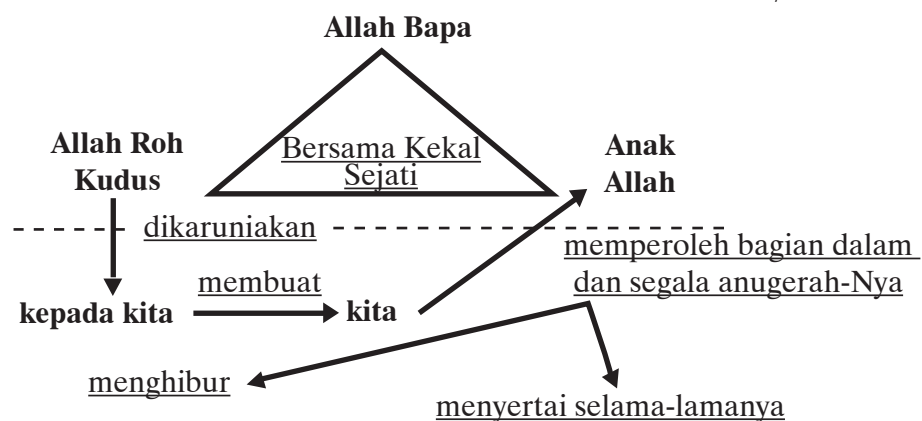 Allah Bapa
Allah Roh
Kudus
Bersama Kekal
Sejati
Anak
Allah
dikaruniakan
memperoleh bagian dalam
dan segala anugerah-Nya
membuat
kepada kita
kita
menghibur
menyertai selama-lamanya